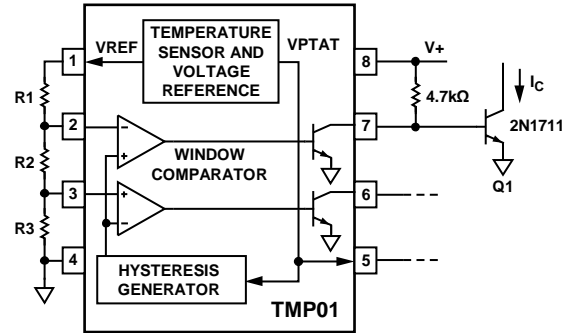 TEMPERATURE
SENSOR AND
VOLTAGE
REFERENCE
VREF
VPTAT
1
2
3
4
R1
R2
R3
8
7
6
5
V+
4.7kΩ
IC
2N1711
Q1
–
+
WINDOW
COMPARATOR
+
–
HYSTERESIS
GENERATOR
TMP01